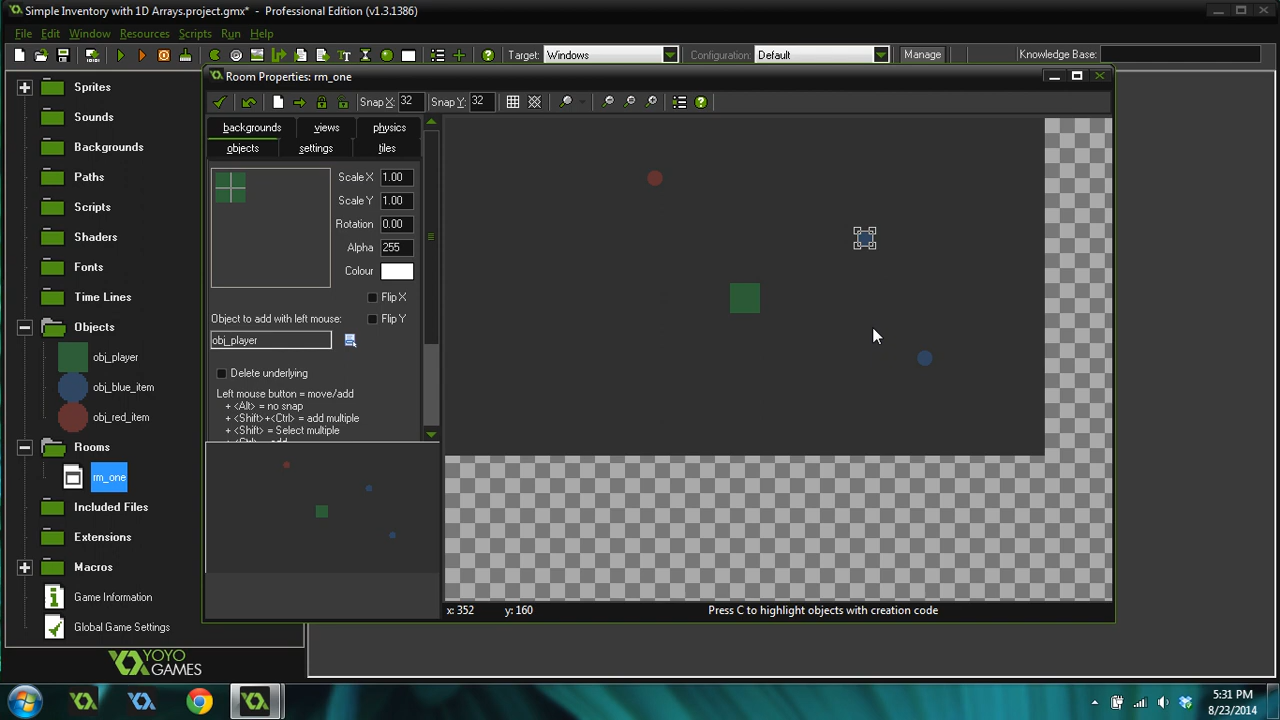 Simple Inventory with 1D Arrays.project.gmx* - Professional Edition (v1.3.1386)
File Edit Window Resources Scripts Run Help
Target: Windows Configuration: Default Manage Knowledge Base:
Room Properties: rm_one
Snap X: 32 Snap Y: 32
backgrounds views physics
objects settings tiles
Scale X 1.00
Scale Y 1.00
Rotation 0.00
Alpha 255
Colour
Flip X
Object to add with left mouse: Flip Y
obj_player
Delete underlying
Left mouse button = move/add
+ <Alt> = no snap
+ <Shift>+<Ctrl> = add multiple
+ <Shift> = Select multiple
x: 352 y: 160 Press C to highlight objects with creation code
Sprites
Sounds
Backgrounds
Paths
Scripts
Shaders
Fonts
Time Lines
Objects
obj_player
obj_blue_item
obj_red_item
Rooms
rm_one
Included Files
Extensions
Macros
Game Information
Global Game Settings
YOYO
GAMES
5:31 PM
8/23/2014